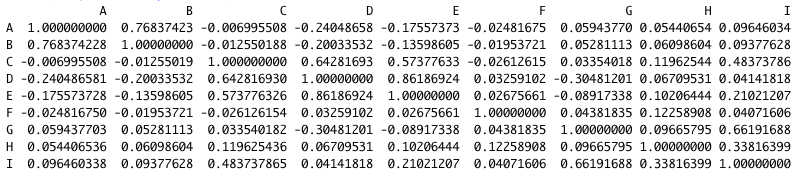 A B C D E F G H I
A 1.000000000 0.76837423 -0.006995508 -0.24048658 -0.17557373 -0.02481675 0.05943770 0.05440654 0.09646034
B 0.768374228 1.00000000 -0.012550188 -0.20033532 -0.13598605 -0.01953721 0.05281113 0.06098604 0.09377628
C -0.006995508 -0.01255019 1.000000000 0.64281693 0.57377633 -0.02612615 0.03354018 0.11962544 0.48373786
D -0.240486581 -0.20033532 0.642816930 1.00000000 0.86186924 0.03259102 -0.30481201 0.06709531 0.04141818
E -0.175573728 -0.13598605 0.573776326 0.86186924 1.00000000 0.02675661 -0.08917338 0.10206444 0.21021207
F -0.024816750 -0.01953721 -0.026126154 0.03259102 0.02675661 1.00000000 0.04381835 0.12258908 0.04071606
G 0.059437703 0.05281113 0.033540182 -0.30481201 -0.08917338 0.04381835 1.00000000 0.09665795 0.66191688
H 0.054406536 0.06098604 0.119625436 0.06709531 0.10206444 0.12258908 0.09665795 1.00000000 0.33816399
I 0.096460338 0.09377628 0.483737865 0.04141818 0.21021207 0.04071606 0.66191688 0.33816399 1.00000000